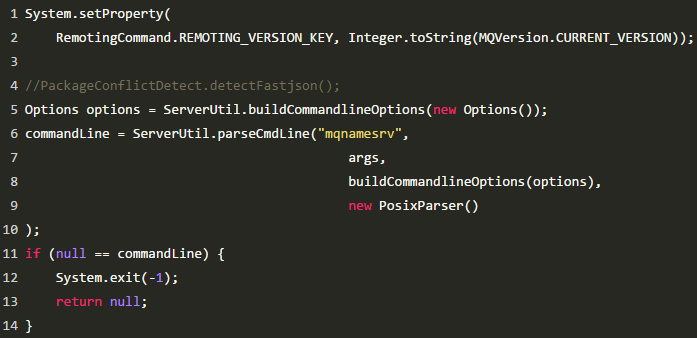 1 System.setProperty(
2     RemotingCommand.REMOTING_VERSION_KEY, Integer.toString(MQVersion.CURRENT_VERSION));
3
4 //PackageConflictDetect.detectFastjson();
5 Options options = ServerUtil.buildCommandlineOptions(new Options());
6 commandLine = ServerUtil.parseCmdLine("mqnamesrv",
7                                           args,
8                                           buildCommandlineOptions(options),
9                                           new PosixParser()
10 );
11 if (null == commandLine) {
12     System.exit(-1);
13     return null;
14 }